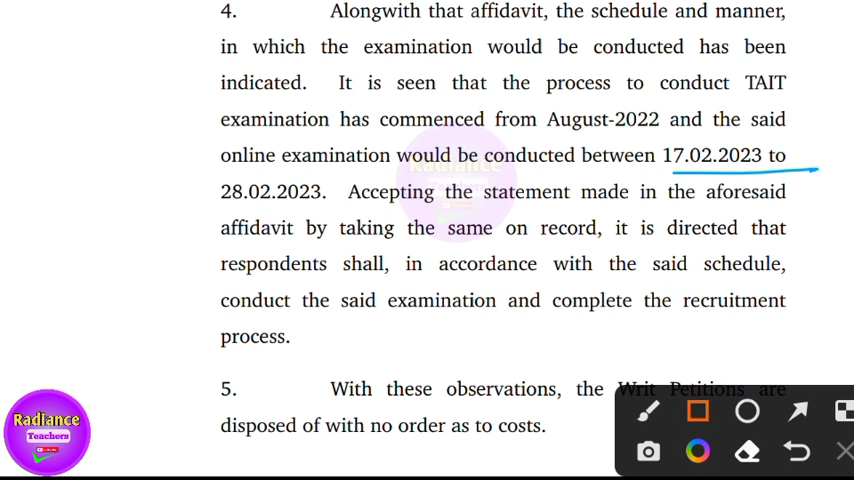 4. Alongwith that affidavit, the schedule and manner,
in which the examination would be conducted has been
indicated. It is seen that the process to conduct TAIT
examination has commenced from August-2022 and the said
online examination would be conducted between 17.02.2023 to
28.02.2023. Accepting the statement made in the aforesaid
affidavit by taking the same on record, it is directed that
respondents shall, in accordance with the said schedule,
conduct the said examination and complete the recruitment
process.
5. With these observations, the Writ Petitions are
disposed of with no order as to costs.
Radiance
Teachers